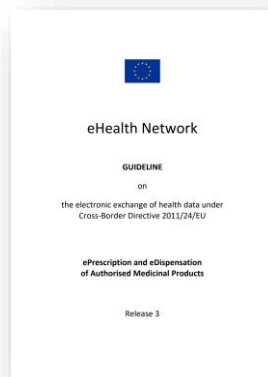 eHealth Network
GUIDELINE
on
the electronic exchange of health data under
Cross-Border Directive 2011/24/EU
ePrescription and eDispensation
of Authorised Medicinal Products
Release 3